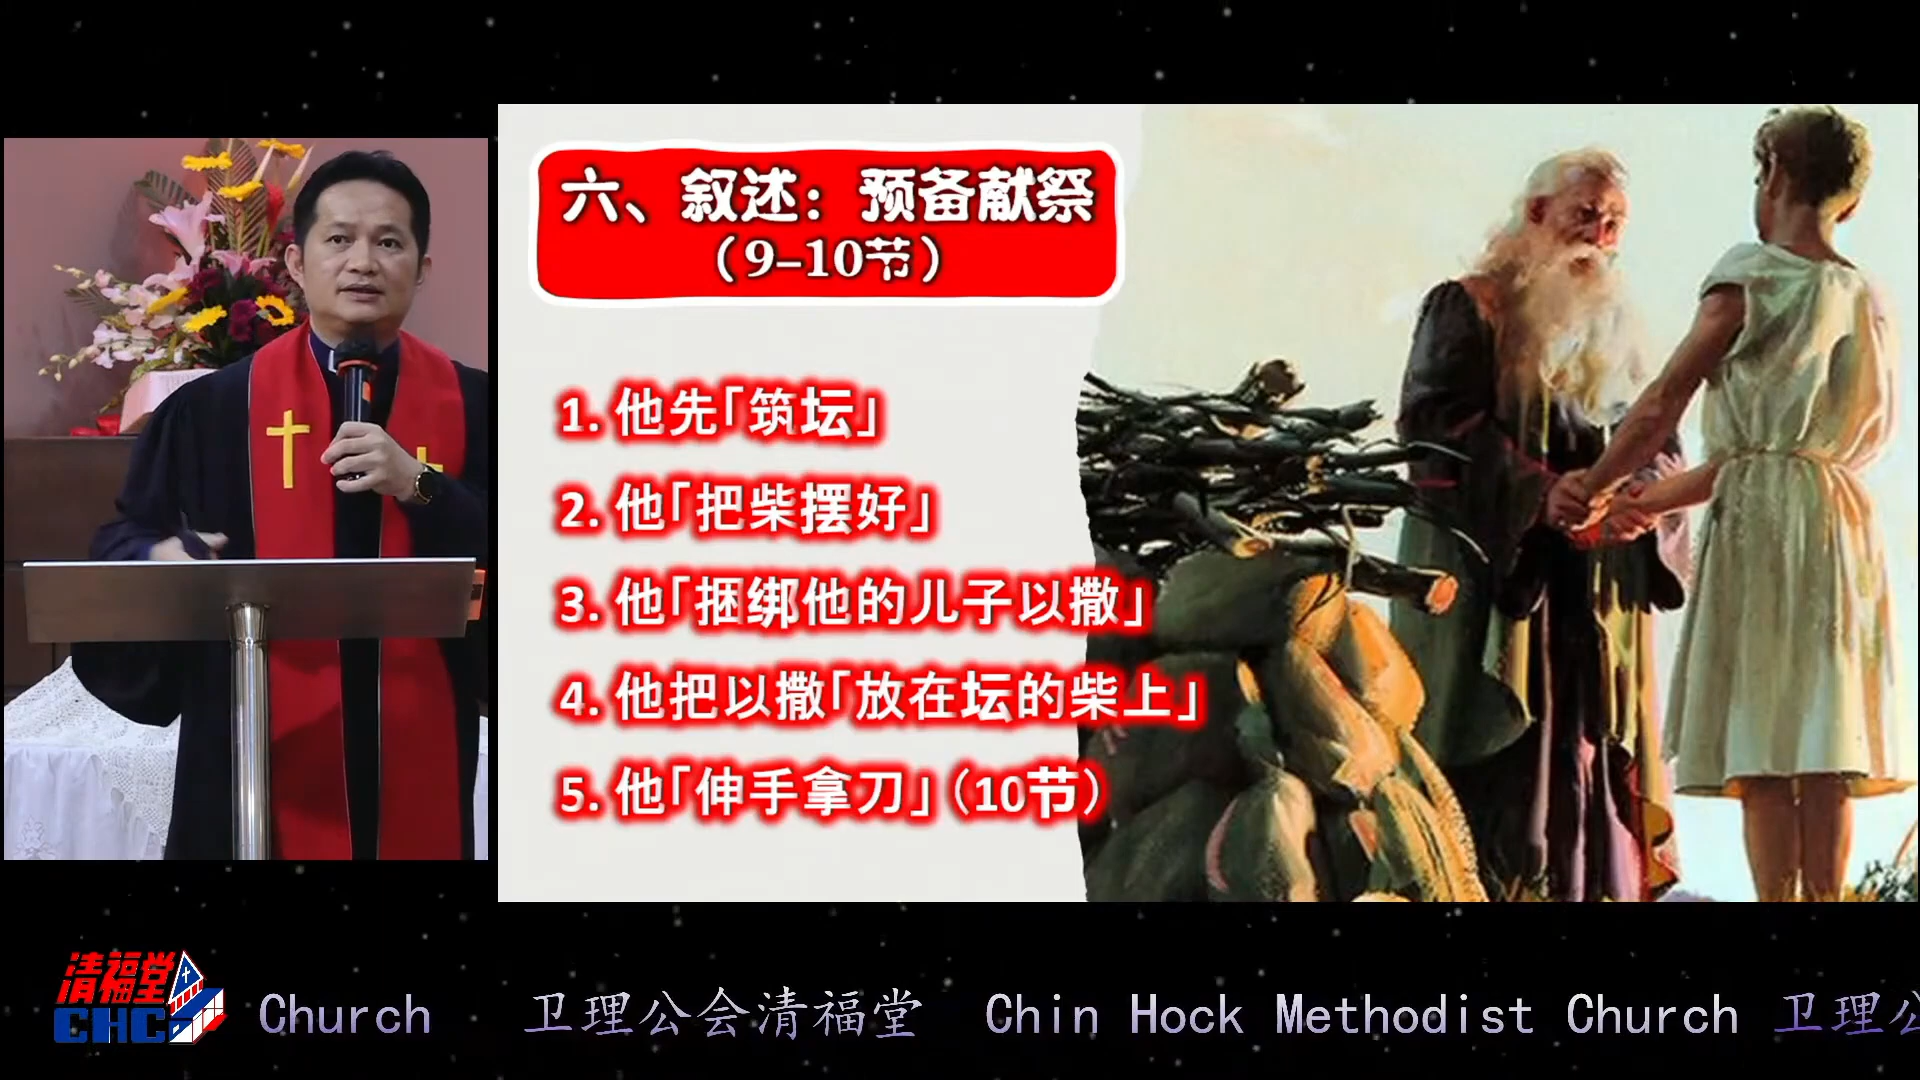 六、叙述：预备献祭
（9–10节）
1. 他先「筑坛」
2. 他「把柴摆好」
3. 他「捆绑他的儿子以撒」
4. 他把以撒「放在坛的柴上」
5. 他「伸手拿刀」（10节）
清福堂
CHC
Church 卫理公会清福堂 Chin Hock Methodist Church 卫理公